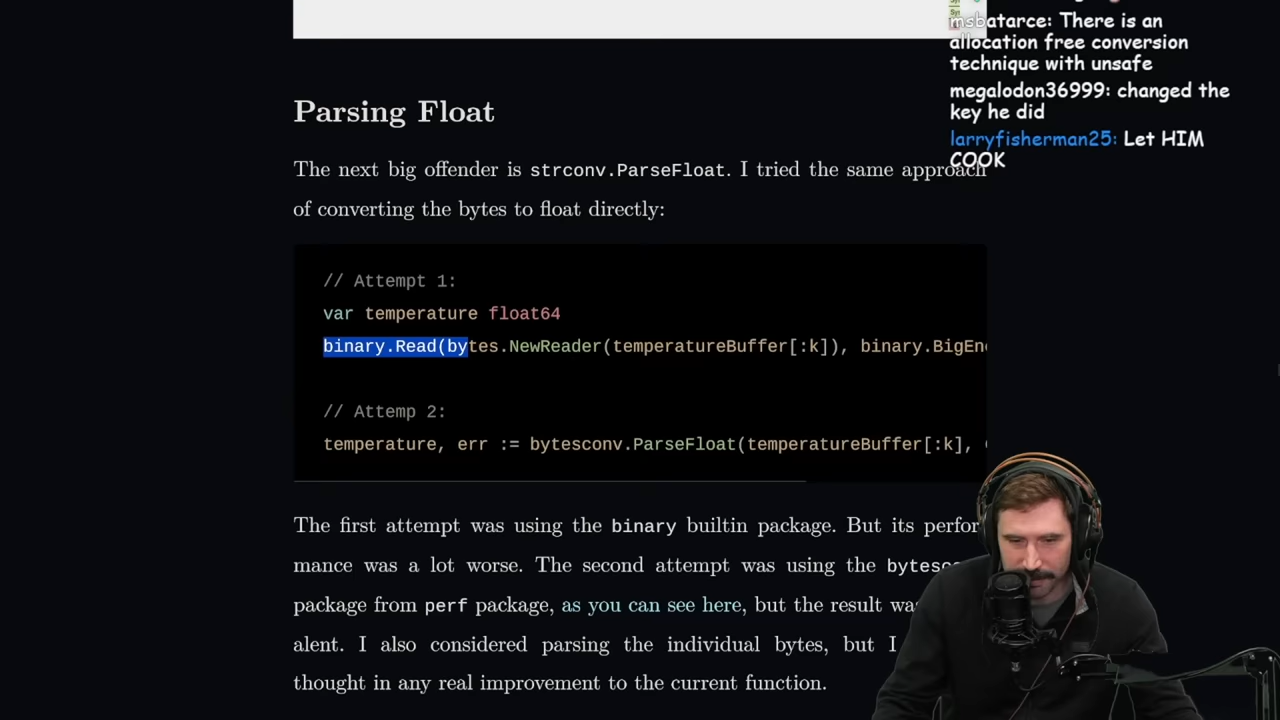 msbatarce: There is an
allocation free conversion
technique with unsafe
megalodon36999: changed the
key he did
larryfisherman25: Let HIM
COOK
Parsing Float
The next big offender is strconv.ParseFloat. I tried the same approach
of converting the bytes to float directly:
// Attempt 1:
var temperature float64
binary.Read(bytes.NewReader(temperatureBuffer[:k]), binary.BigEn
// Attemp 2:
temperature, err := bytesconv.ParseFloat(temperatureBuffer[:k],
The first attempt was using the binary builtin package. But its perfor-
mance was a lot worse. The second attempt was using the bytesc
package from perf package, as you can see here, but the result wa
alent. I also considered parsing the individual bytes, but I
thought in any real improvement to the current function.